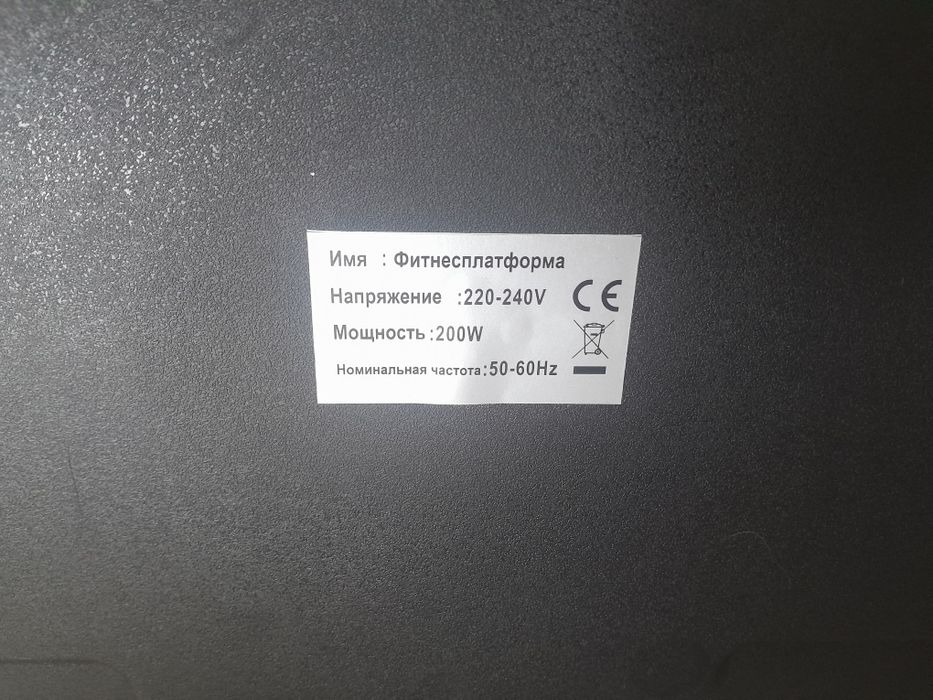 Имя : Фитнесплатформа
Напряжение :220-240V
Мощность:200W
Номинальная частота:50-60Hz
CE